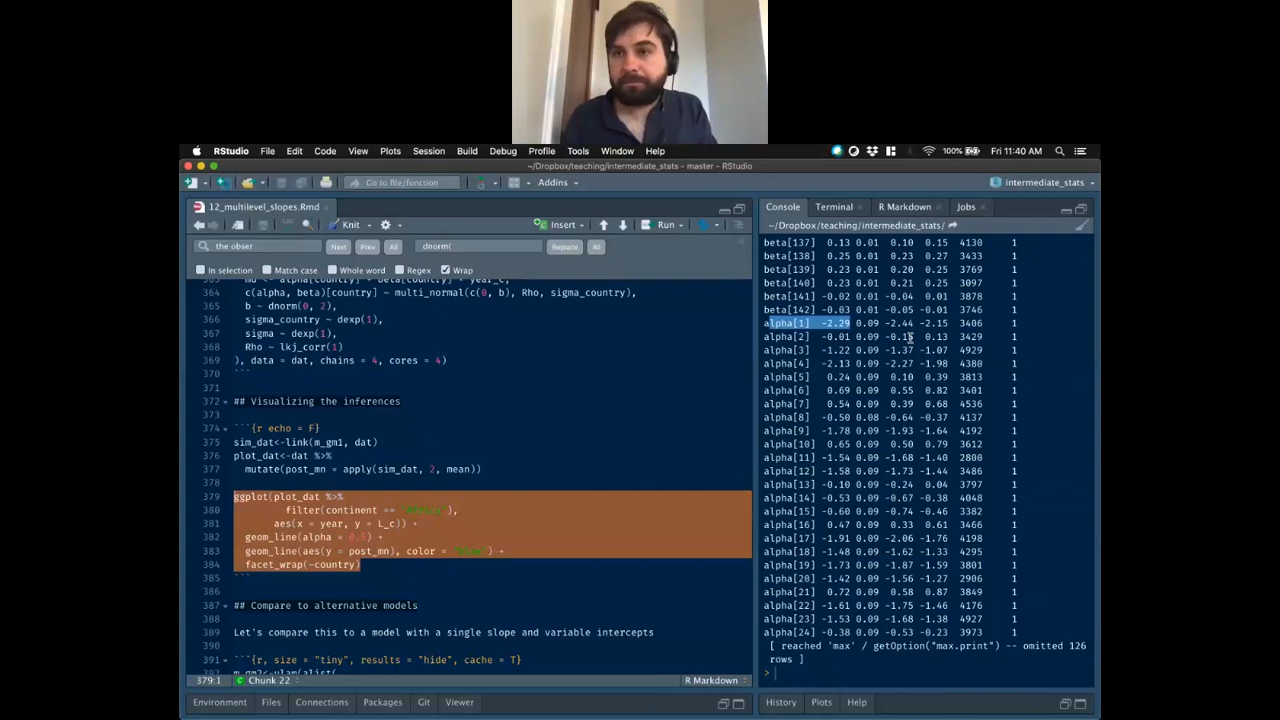 RStudio File Edit Code View Plots Session Build Debug Profile Tools Window Help 100% Fri 11:40 AM
~/Dropbox/teaching/intermediate_stats - master - RStudio
Go to file/function Addins intermediate_stats
12_multilevel_slopes.Rmd
Knit Insert Run
the obser Next Prev All dnorm( Replace All
In selection Match case Whole word Regex Wrap
364 c(alpha, beta)[country] ~ multi_normal(c(0, b), Rho, sigma_country),
365 b ~ dnorm(0, 2),
366 sigma_country ~ dexp(1),
367 sigma ~ dexp(1),
368 Rho ~ lkj_corr(1)
369 ), data = dat, chains = 4, cores = 4)
370 ```
371
372 ## Visualizing the inferences
373
374 ```{r echo = F}
375 sim_dat<-link(m_gm1, dat)
376 plot_dat<-dat %>%
377 mutate(post_mn = apply(sim_dat, 2, mean))
378
379 ggplot(plot_dat %>%
380 filter(continent ==
381 aes(x = year, y = L_c)) +
382 geom_line(alpha = 0.5) +
383 geom_line(aes(y = post_mn), color =
384 facet_wrap(~country)
385 ```
386
387 ## Compare to alternative models
388
389 Let's compare this to a model with a single slope and variable intercepts
390
391 ```{r, size = "tiny", results = "hide", cache = T}
379:1 Chunk 22 R Markdown
Environment Files Connections Packages Git Viewer
Console Terminal R Markdown Jobs
~/Dropbox/teaching/intermediate_stats/
beta[137] 0.13 0.01 0.10 0.15 4130 1
beta[138] 0.25 0.01 0.23 0.27 3433 1
beta[139] 0.23 0.01 0.20 0.25 3769 1
beta[140] 0.23 0.01 0.21 0.25 3097 1
beta[141] -0.02 0.01 -0.04 0.01 3878 1
beta[142] -0.03 0.01 -0.05 -0.01 3746 1
alpha[1] -2.29 0.09 -2.44 -2.15 3406 1
alpha[2] -0.01 0.09 0.13 3429 1
alpha[3] -1.22 0.09 -1.37 -1.07 4929 1
alpha[4] -2.13 0.09 -2.27 -1.98 4380 1
alpha[5] 0.24 0.09 0.10 0.39 3813 1
alpha[6] 0.69 0.09 0.55 0.82 3401 1
alpha[7] 0.54 0.09 0.39 0.68 4536 1
alpha[8] -0.50 0.08 -0.64 -0.37 4137 1
alpha[9] -1.78 0.09 -1.93 -1.64 4192 1
alpha[10] 0.65 0.09 0.50 0.79 3612 1
alpha[11] -1.54 0.09 -1.68 -1.40 2800 1
alpha[12] -1.58 0.09 -1.73 -1.44 3486 1
alpha[13] -0.10 0.09 -0.24 0.04 3797 1
alpha[14] -0.53 0.09 -0.67 -0.38 4048 1
alpha[15] -0.60 0.09 -0.74 -0.46 3382 1
alpha[16] 0.47 0.09 0.33 0.61 3466 1
alpha[17] -1.91 0.09 -2.06 -1.76 4198 1
alpha[18] -1.48 0.09 -1.62 -1.33 4295 1
alpha[19] -1.73 0.09 -1.87 -1.59 3801 1
alpha[20] -1.42 0.09 -1.56 -1.27 2906 1
alpha[21] 0.72 0.09 0.58 0.87 3849 1
alpha[22] -1.61 0.09 -1.75 -1.46 4176 1
alpha[23] -1.53 0.09 -1.68 -1.38 4927 1
alpha[24] -0.38 0.09 -0.53 -0.23 3973 1
[ reached 'max' / getOption("max.print") -- omitted 126
rows ]
>
History Plots Help